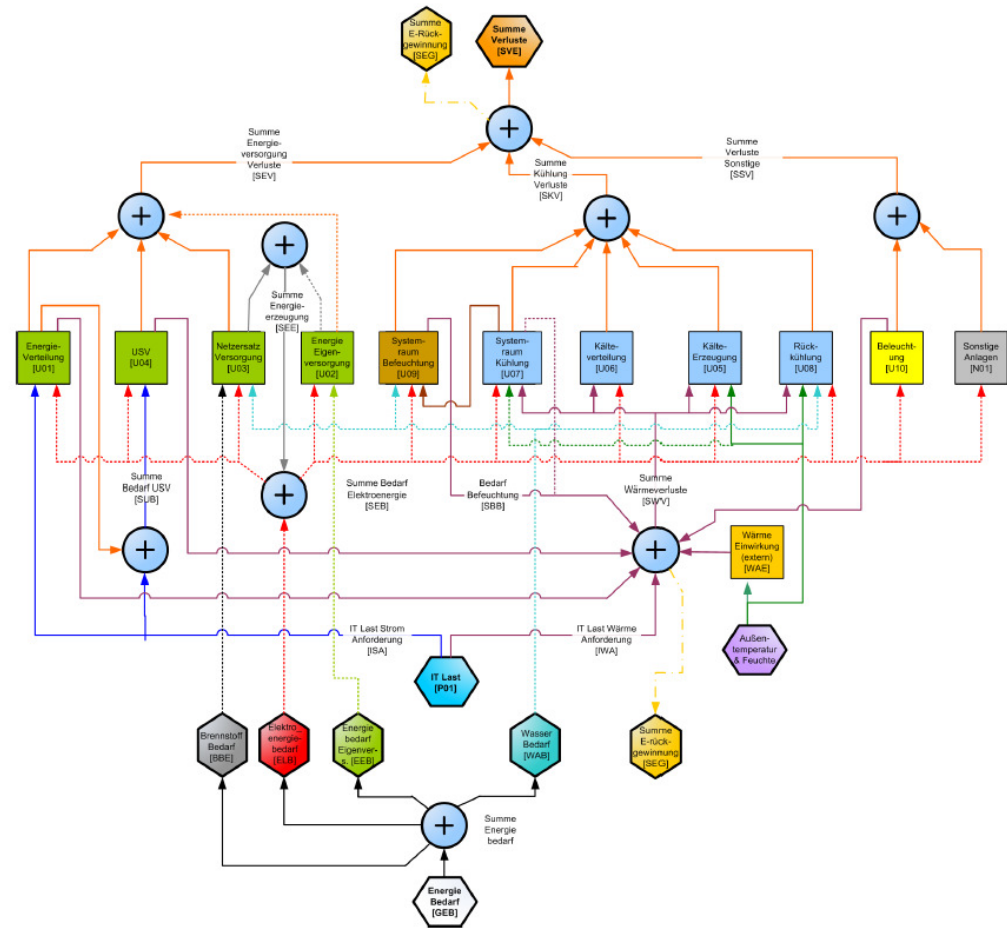 Summe
E-Rück-
gewinnung
[SEG]
Summe
Verluste
[SVE]
Summe
Energie-
versorgung
Verluste
[SEV]
Summe
Kühlung
Verluste
[SKV]
Summe
Verluste
Sonstige
[SSV]
Summe
Energie-
erzeugung
[SEE]
Energie-
Verteilung
[U01]
USV
[U04]
Netzersatz
Versorgung
[U03]
Energie
Eigen-
versorgung
[U02]
System-
raum
Befeuchtung
[U09]
System-
raum
Kühlung
[U07]
Kälte-
verteilung
[U06]
Kälte-
Erzeugung
[U05]
Rück-
kühlung
[U08]
Beleucht-
ung
[U10]
Sonstige
Anlagen
[N01]
Summe
Bedarf USV
[SUB]
Summe Bedarf
Elektroenergie
[SEB]
Bedarf
Befeuchtung
[SBB]
Summe
Wärmeverluste
[SWV]
Wärme
Einwirkung
(extern)
[WAE]
IT Last Strom
Anforderung
[ISA]
IT Last Wärme
Anforderung
[IWA]
Außen-
temperatur
& Feuchte
IT Last
[P01]
Brennstoff
Bedarf
[BBE]
Elektro_
energie-
bedarf
[ELB]
Energie
bedarf
Eigenver-
s. [EEB]
Wasser
Bedarf
[WAB]
Summe
E-rück-
gewinnung
[SEG]
Summe
Energie
bedarf
Energie
Bedarf
[GEB]